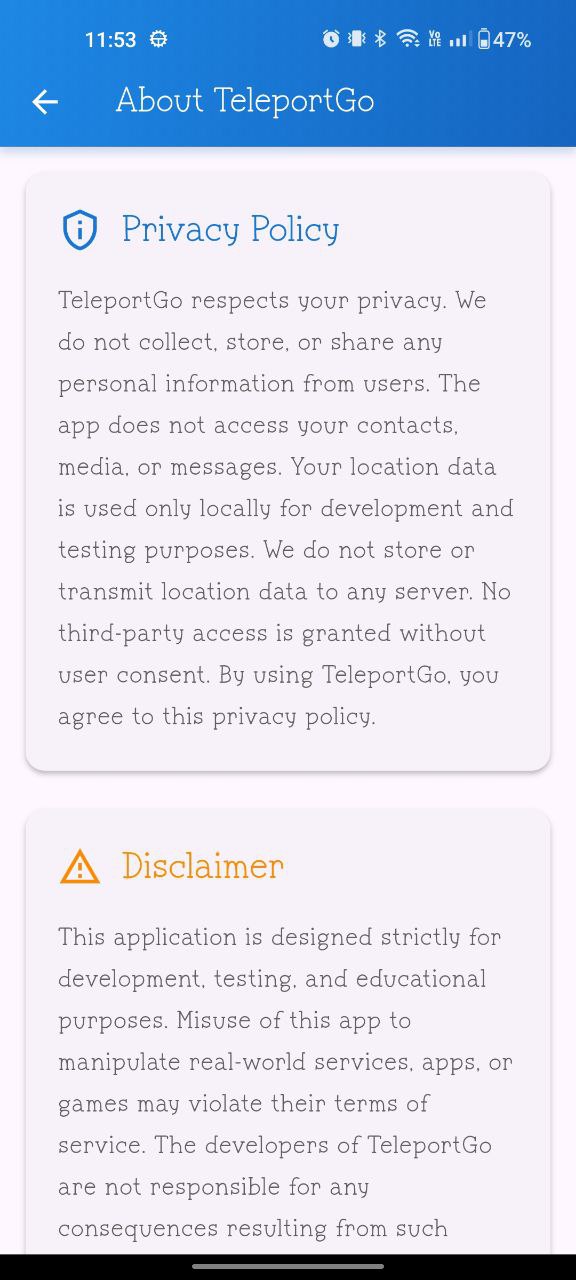 11:53
VO
LTE
47%
About TeleportGo
Privacy Policy
TeleportGo respects your privacy. We
do not collect, store, or share any
personal information from users. The
app does not access your contacts,
media, or messages. Your location data
is used only locally for development and
testing purposes. We do not store or
transmit location data to any server. No
third-party access is granted without
user consent. By using TeleportGo, you
agree to this privacy policy.
Disclaimer
This application is designed strictly for
development, testing, and educational
purposes. Misuse of this app to
manipulate real-world services, apps, or
games may violate their terms of
service. The developers of TeleportGo
are not responsible for any
consequences resulting from such